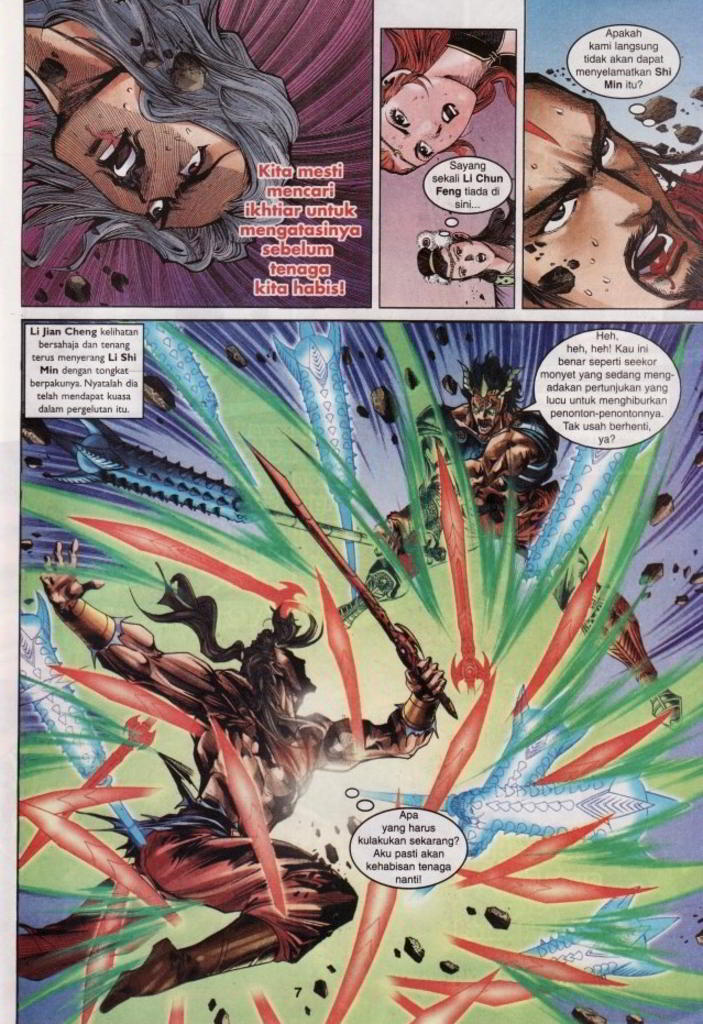 Kita mesti
mencari
ikhtiar untuk
mengatasinya
sebelum
tenaga
kita habis!
Sayang
sekali Li Chun
Feng tiada di
sini...
Apakah
kami langsung
tidak akan dapat
menyelamatkan Shi
Min itu?
Li Jian Cheng kelihatan
bersahaja dan tenang
terus menyerang Li Shi
Min dengan tongkat
berpakunya. Nyatalah dia
telah mendapat kuasa
dalam pergelutan itu.
Heh,
heh, heh! Kau ini
benar seperti seekor
monyet yang sedang meng-
adakan pertunjukan yang
lucu untuk menghiburkan
penonton-penontonnya.
Tak usah berhenti,
ya?
Apa
yang harus
kulakukan sekarang?
Aku pasti akan
kehabisan tenaga
nanti!
7